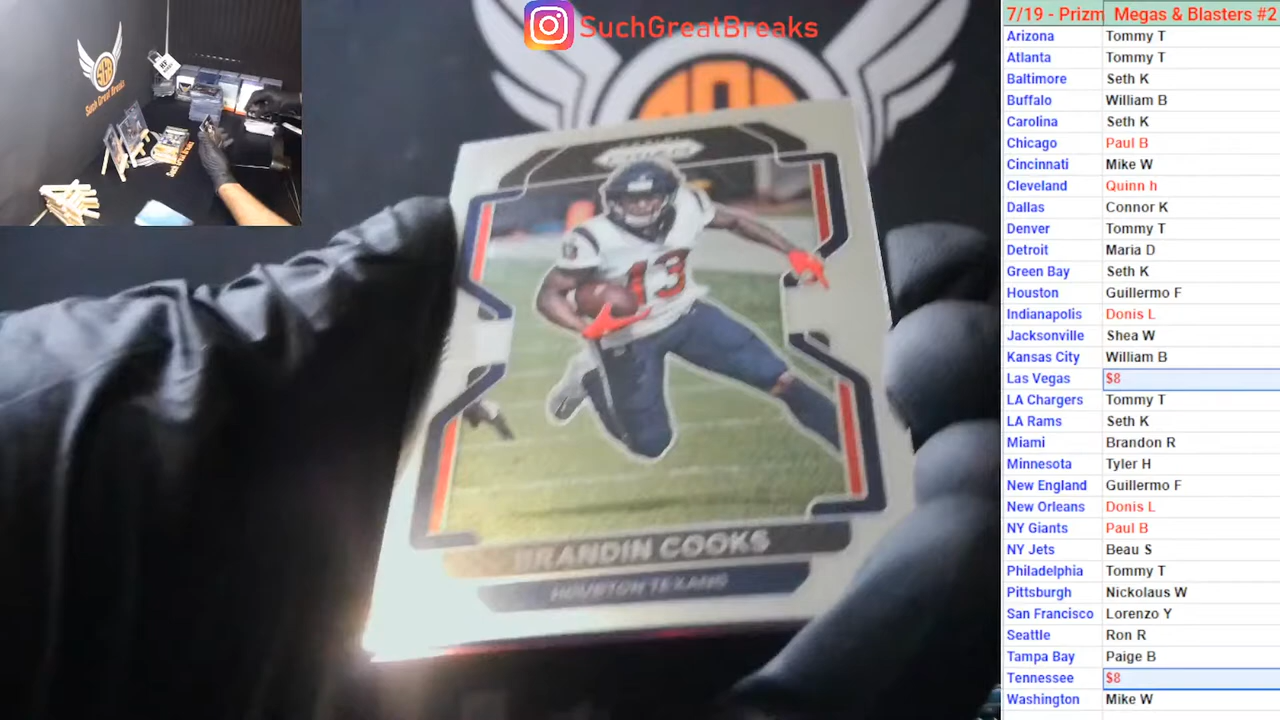 SuchGreatBreaks
7/19 - Prizm Megas & Blasters #2
Arizona Tommy T
Atlanta Tommy T
Baltimore Seth K
Buffalo William B
Carolina Seth K
Chicago Paul B
Cincinnati Mike W
Cleveland Quinn h
Dallas Connor K
Denver Tommy T
Detroit Maria D
Green Bay Seth K
Houston Guillermo F
Indianapolis Donis L
Jacksonville Shea W
Kansas City William B
Las Vegas $8
LA Chargers Tommy T
LA Rams Seth K
Miami Brandon R
Minnesota Tyler H
New England Guillermo F
New Orleans Donis L
NY Giants Paul B
NY Jets Beau S
Philadelphia Tommy T
Pittsburgh Nickolaus W
San Francisco Lorenzo Y
Seattle Ron R
Tampa Bay Paige B
Tennessee $8
Washington Mike W
13
BRANDIN COOKS
HOUSTON TEXANS
Such Great Breaks